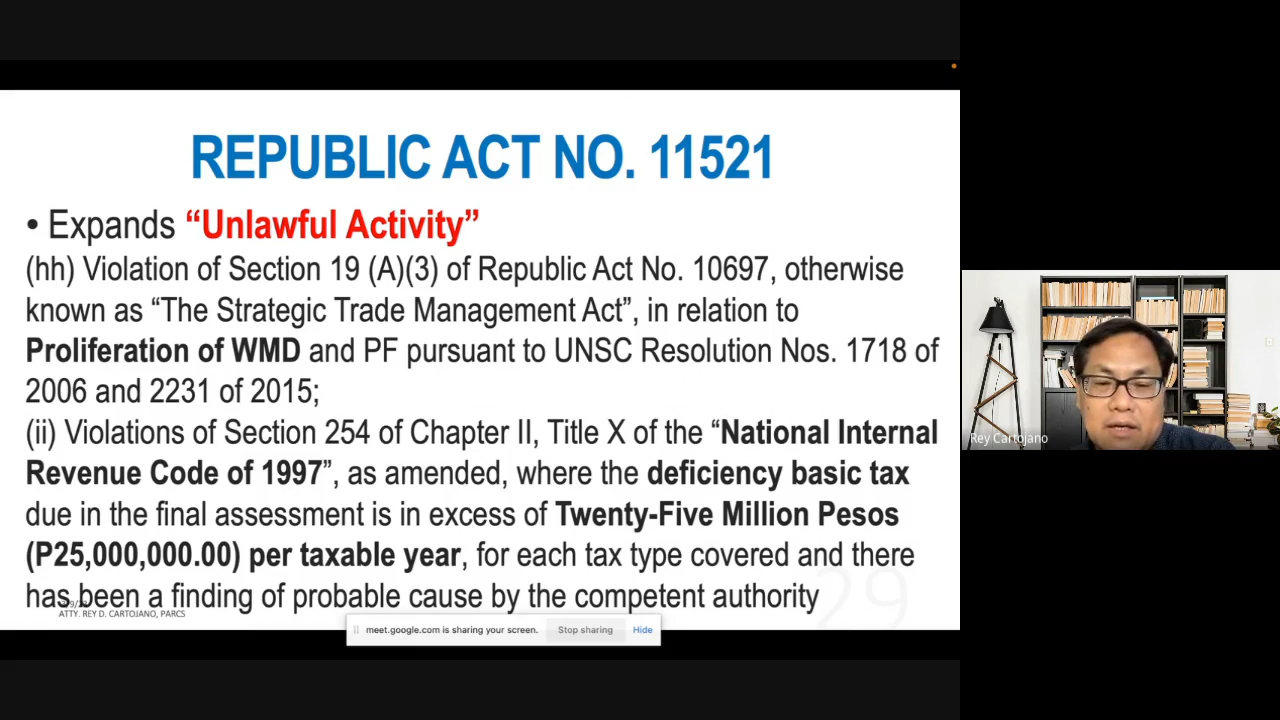 REPUBLIC ACT NO. 11521
• Expands “Unlawful Activity”
(hh) Violation of Section 19 (A)(3) of Republic Act No. 10697, otherwise
known as “The Strategic Trade Management Act”, in relation to
Proliferation of WMD and PF pursuant to UNSC Resolution Nos. 1718 of
2006 and 2231 of 2015;
(ii) Violations of Section 254 of Chapter II, Title X of the “National Internal
Revenue Code of 1997”, as amended, where the deficiency basic tax
due in the final assessment is in excess of Twenty-Five Million Pesos
(P25,000,000.00) per taxable year, for each tax type covered and there
has been a finding of probable cause by the competent authority
ATTY. REY D. CARTOJANO, PARCS
29
meet.google.com is sharing your screen. Stop sharing Hide
Rey Cartojano